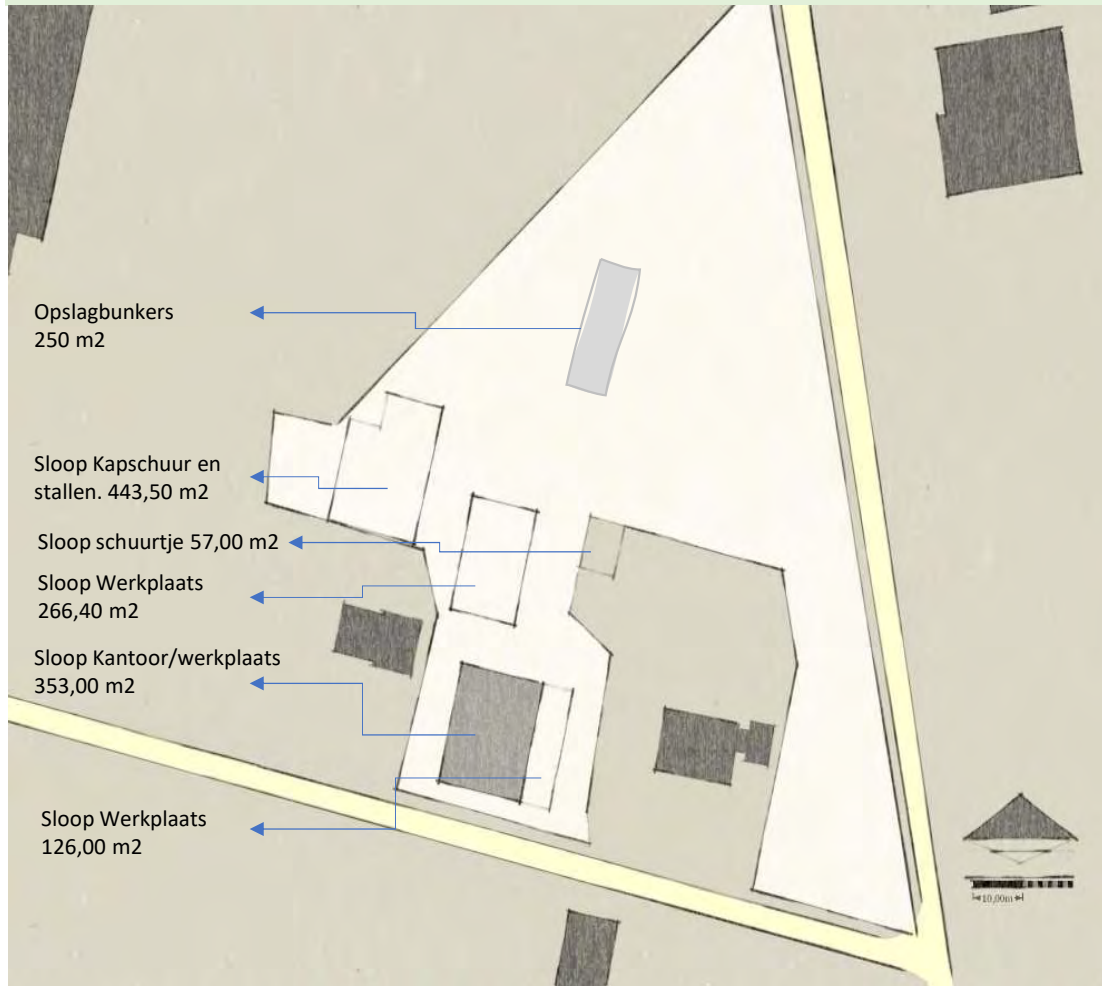 Opslagbunkers
250 m2
Sloop Kapschuur en
stallen. 443,50 m2
Sloop schuurtje 57,00 m2
Sloop Werkplaats
266,40 m2
Sloop Kantoor/werkplaats
353,00 m2
Sloop Werkplaats
126,00 m2
10,00m